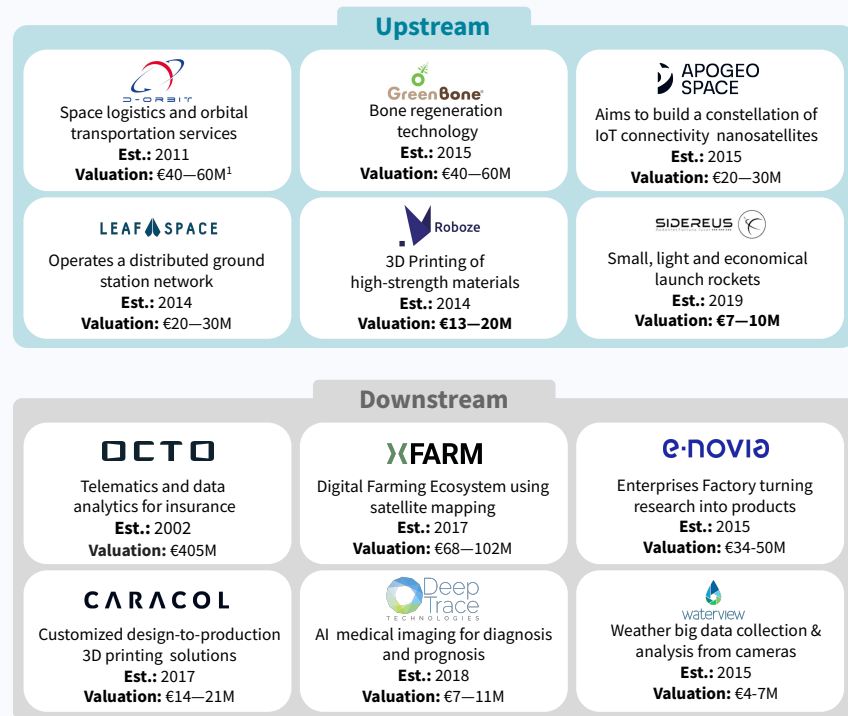 Upstream
D-ORBIT
Space logistics and orbital
transportation services
Est.: 2011
Valuation: €40—60M¹
GreenBone
Bone regeneration
technology
Est.: 2015
Valuation: €40—60M
APOGEO
SPACE
Aims to build a constellation of
IoT connectivity nanosatellites
Est.: 2015
Valuation: €20—30M
LEAF SPACE
Operates a distributed ground
station network
Est.: 2014
Valuation: €20—30M
Roboze
3D Printing of
high-strength materials
Est.: 2014
Valuation: €13—20M
SIDEREUS
Small, light and economical
launch rockets
Est.: 2019
Valuation: €7—10M
Downstream
OCTO
Telematics and data
analytics for insurance
Est.: 2002
Valuation: €405M
XFARM
Digital Farming Ecosystem using
satellite mapping
Est.: 2017
Valuation: €68—102M
e·novia
Enterprises Factory turning
research into products
Est.: 2015
Valuation: €34-50M
CARACOL
Customized design-to-production
3D printing solutions
Est.: 2017
Valuation: €14—21M
Deep
Trace
TECHNOLOGIES
AI medical imaging for diagnosis
and prognosis
Est.: 2018
Valuation: €7—11M
waterview
Weather big data collection &
analysis from cameras
Est.: 2015
Valuation: €4-7M